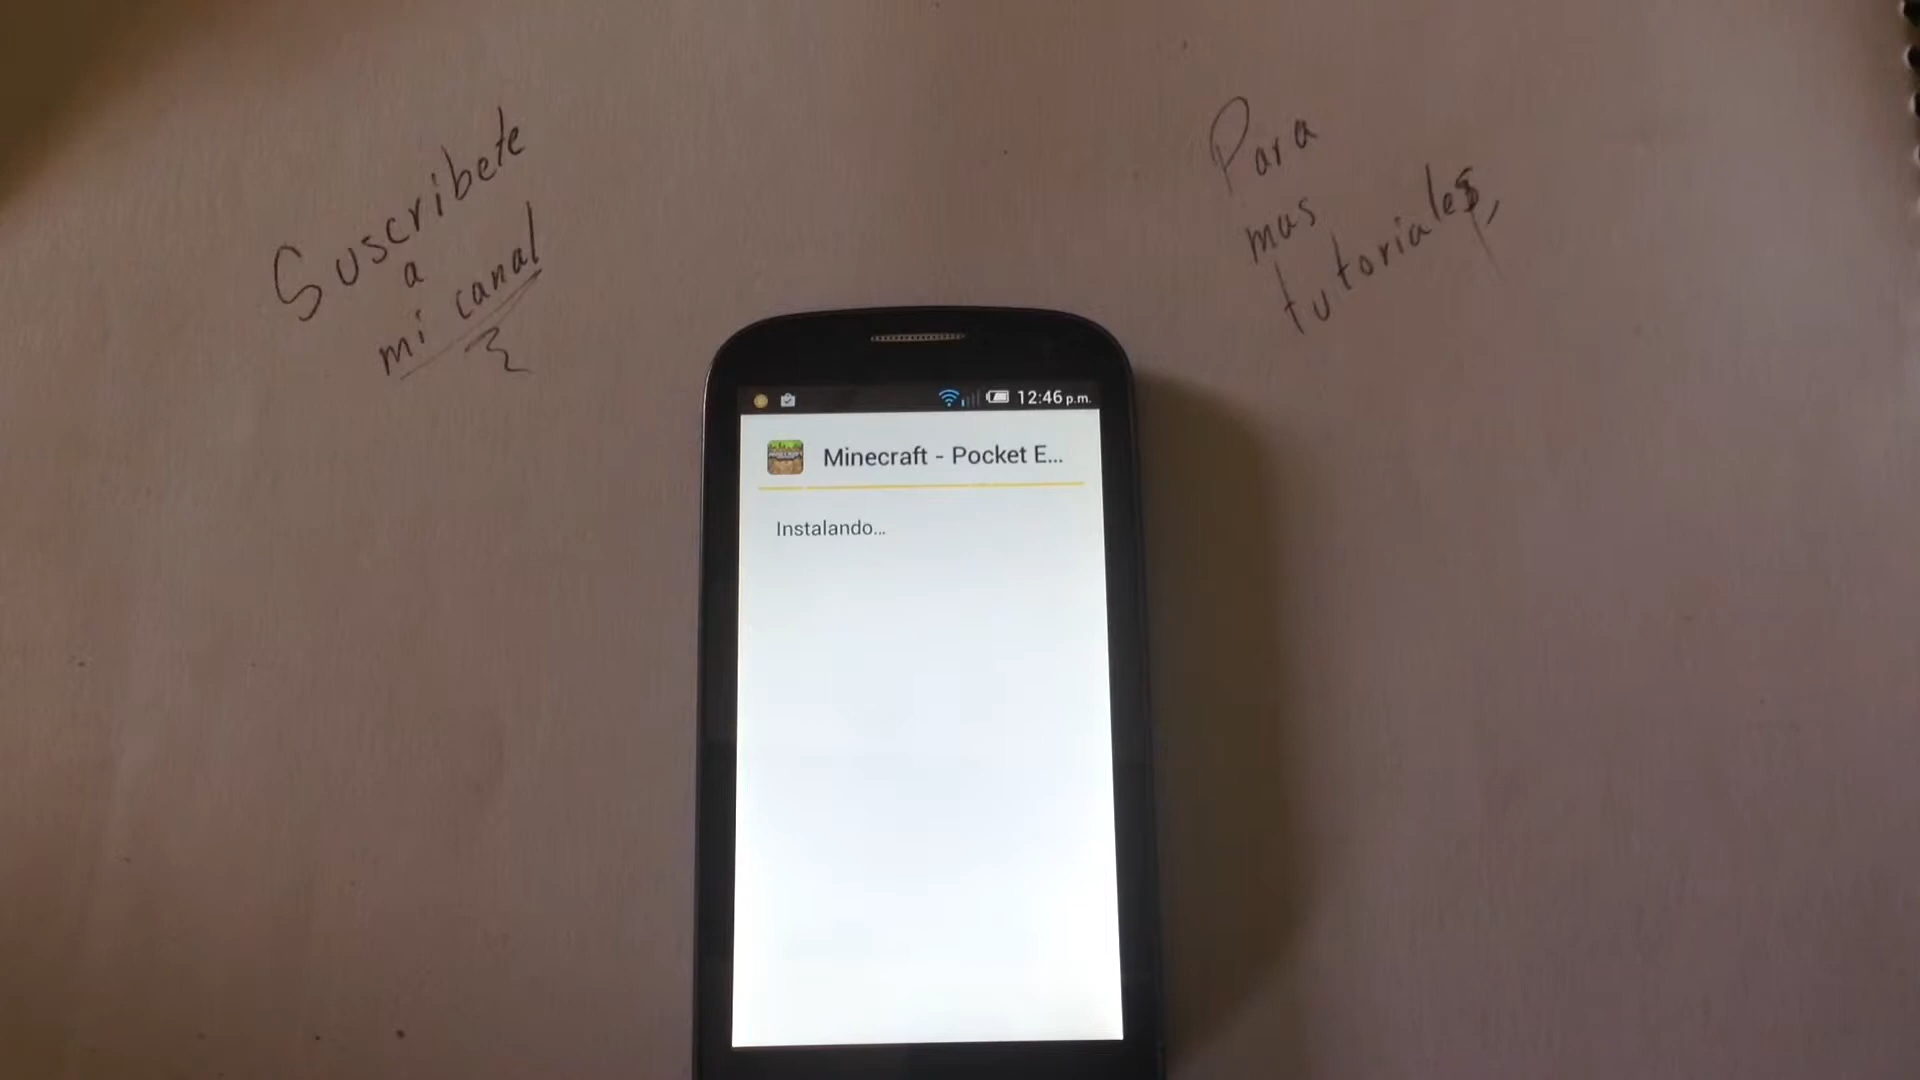 Suscribete
a
mi canal
Para
mas
tutoriales,
12:46 p.m.
Minecraft - Pocket E...
Instalando...